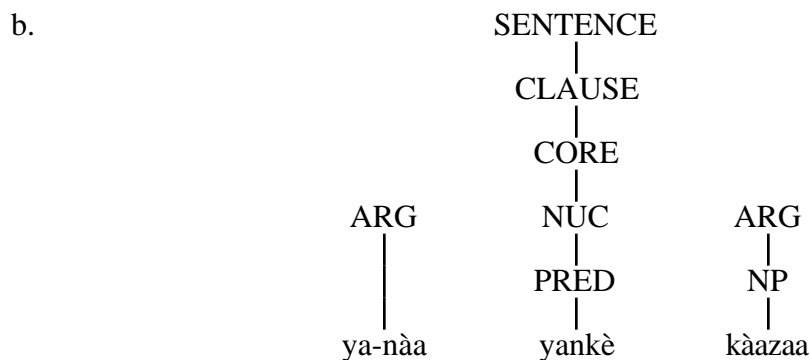 b. SENTENCE
CLAUSE
CORE
ARG NUC ARG
PRED NP
ya-nàa yankè kàazaa